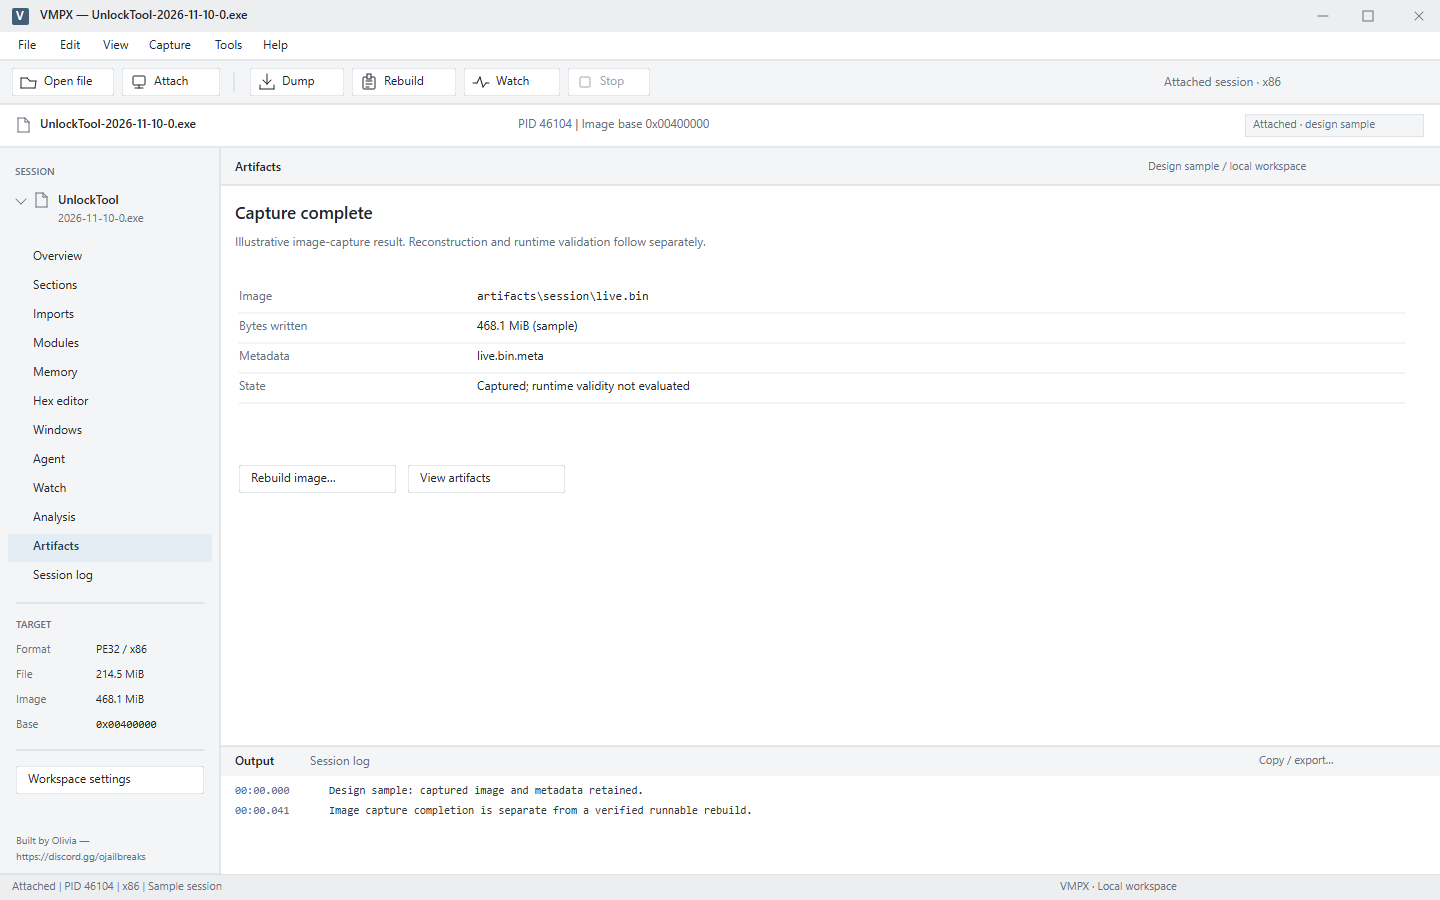 V VMPX — UnlockTool-2026-11-10-0.exe
File Edit View Capture Tools Help
Open file Attach Dump Rebuild Watch Stop Attached session · x86
UnlockTool-2026-11-10-0.exe PID 46104 | Image base 0x00400000 Attached · design sample
SESSION
UnlockTool
2026-11-10-0.exe
Overview
Sections
Imports
Modules
Memory
Hex editor
Windows
Agent
Watch
Analysis
Artifacts
Session log
TARGET
Format PE32 / x86
File 214.5 MiB
Image 468.1 MiB
Base 0x00400000
Workspace settings
Built by Olivia —
https://discord.gg/ojailbreaks
Artifacts Design sample / local workspace
Capture complete
Illustrative image-capture result. Reconstruction and runtime validation follow separately.
Image artifacts\session\live.bin
Bytes written 468.1 MiB (sample)
Metadata live.bin.meta
State Captured; runtime validity not evaluated
Rebuild image... View artifacts
Output Session log Copy / export...
00:00.000 Design sample: captured image and metadata retained.
00:00.041 Image capture completion is separate from a verified runnable rebuild.
Attached | PID 46104 | x86 | Sample session VMPX · Local workspace